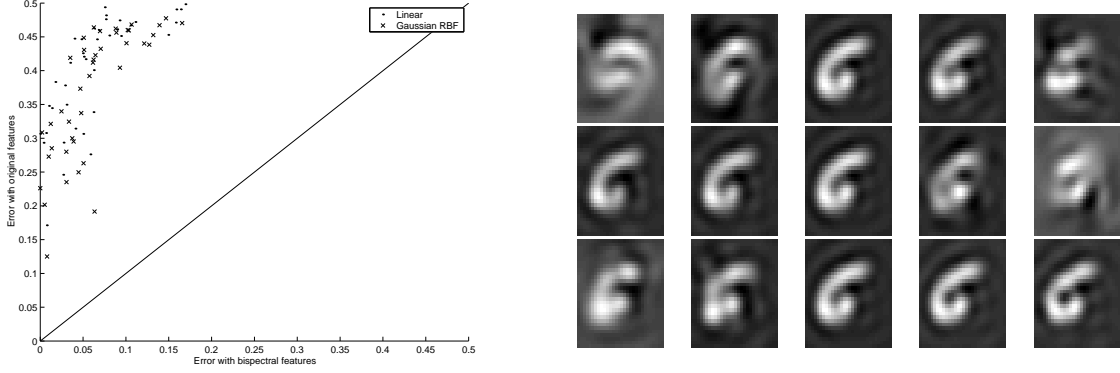 0.5
0.45
0.4
0.35
0.3
0.25
0.2
0.15
0.1
0.05
0
Error with original features
Linear
Gaussian RBF
0 0.05 0.1 0.15 0.2 0.25 0.3 0.35 0.4 0.45 0.5
Error with bispectral features